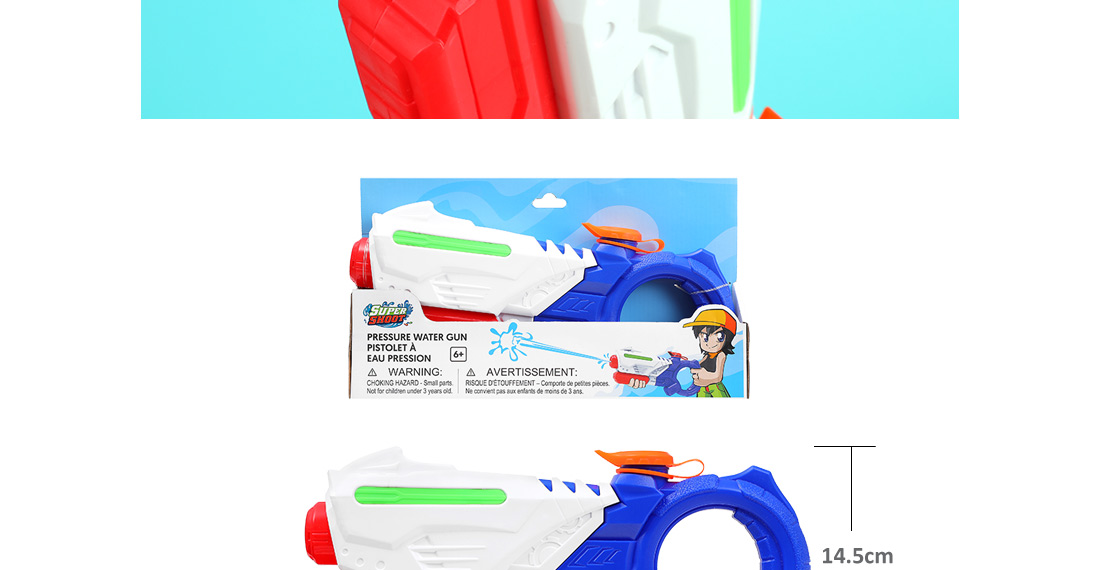 SUPER
SHOOT
PRESSURE WATER GUN
PISTOLET À
EAU PRESSION
6+
WARNING:
CHOKING HAZARD - Small parts.
Not for children under 3 years old.
AVERTISSEMENT:
RISQUE D'ÉTOUFFEMENT – Comporte de petites pièces.
Ne convient pas aux enfants de moins de 3 ans.
14.5cm